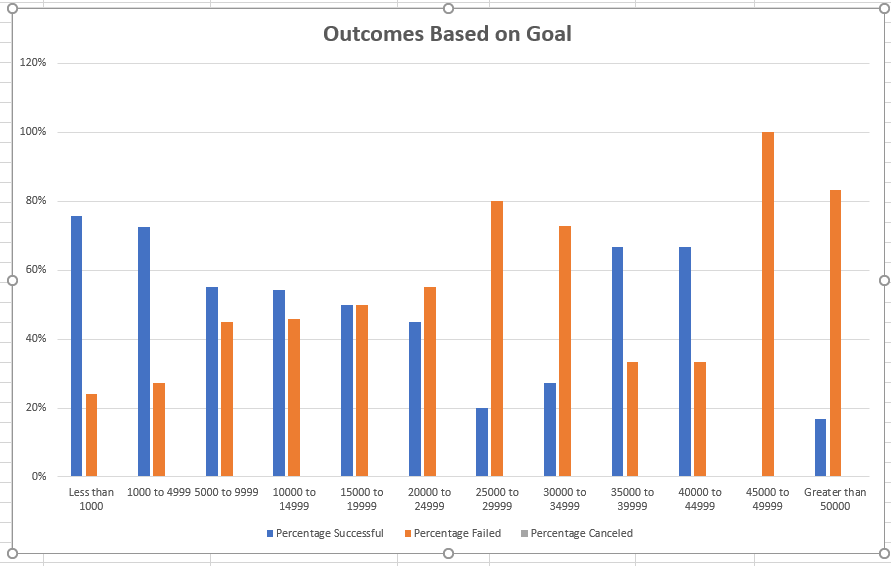 Outcomes Based on Goal
120%
100%
80%
60%
40%
20%
0%
Less than 1000 to 4999 5000 to 9999 10000 to 15000 to 20000 to 25000 to 30000 to 35000 to 40000 to 45000 to Greater than
1000 14999 19999 24999 29999 34999 39999 44999 49999 50000
Percentage Successful Percentage Failed Percentage Canceled